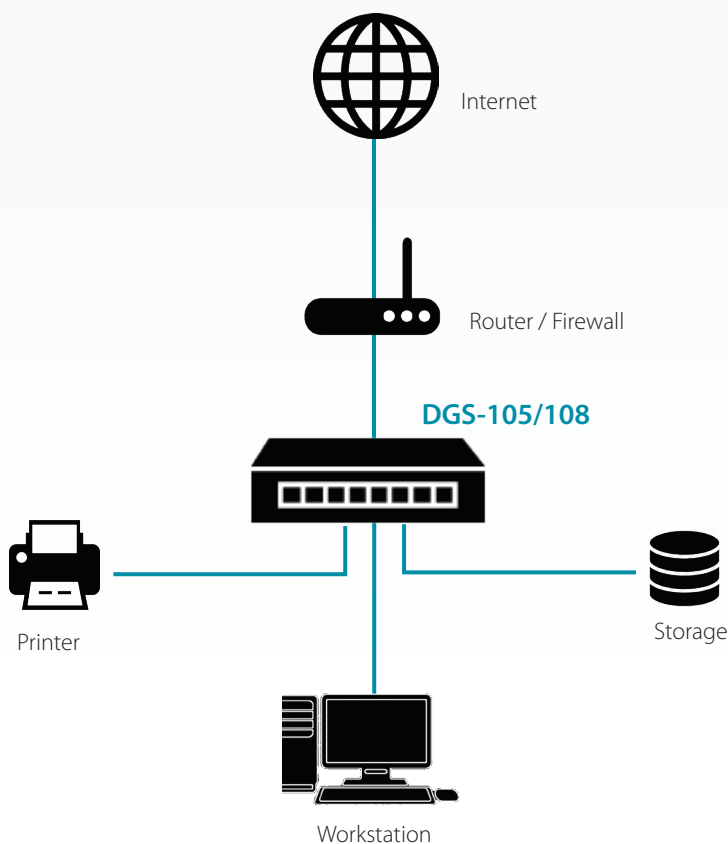 Internet
Router / Firewall
DGS-105/108
Printer
Storage
Workstation